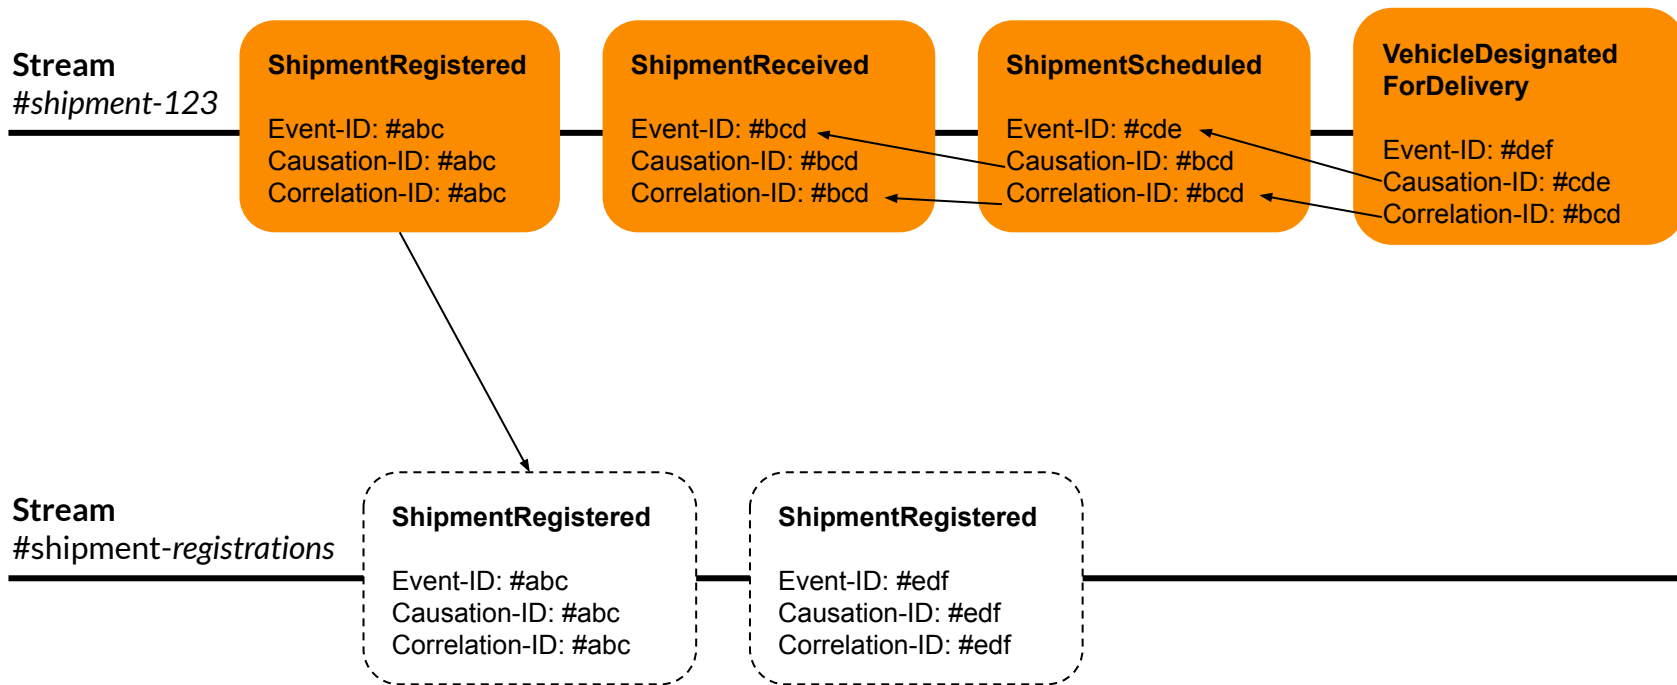 Stream
#shipment-123
ShipmentRegistered
Event-ID: #abc
Causation-ID: #abc
Correlation-ID: #abc
ShipmentReceived
Event-ID: #bcd
Causation-ID: #bcd
Correlation-ID: #bcd
ShipmentScheduled
Event-ID: #cde
Causation-ID: #bcd
Correlation-ID: #bcd
VehicleDesignated
ForDelivery
Event-ID: #def
Causation-ID: #cde
Correlation-ID: #bcd
Stream
#shipment-registrations
ShipmentRegistered
Event-ID: #abc
Causation-ID: #abc
Correlation-ID: #abc
ShipmentRegistered
Event-ID: #edf
Causation-ID: #edf
Correlation-ID: #edf